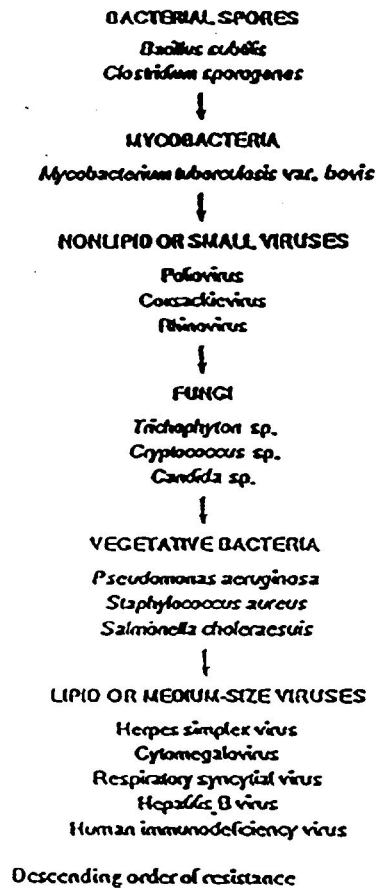 BACTERIAL SPORES
Bacillus subtilis
Clostridium sporogenes
MYCOBACTERIA
Mycobacterium tuberculosis var. bovis
NONLIPID OR SMALL VIRUSES
Poliovirus
Coxsackievirus
Rhinovirus
FUNGI
Trichophyton sp.
Cryptococcus sp.
Candida sp.
VEGETATIVE BACTERIA
Pseudomonas aeruginosa
Staphylococcus aureus
Salmonella choleraesuis
LIPID OR MEDIUM-SIZE VIRUSES
Herpes simplex virus
Cytomegalovirus
Respiratory syncytial virus
Hepatitis B virus
Human immunodeficiency virus
Descending order of resistance